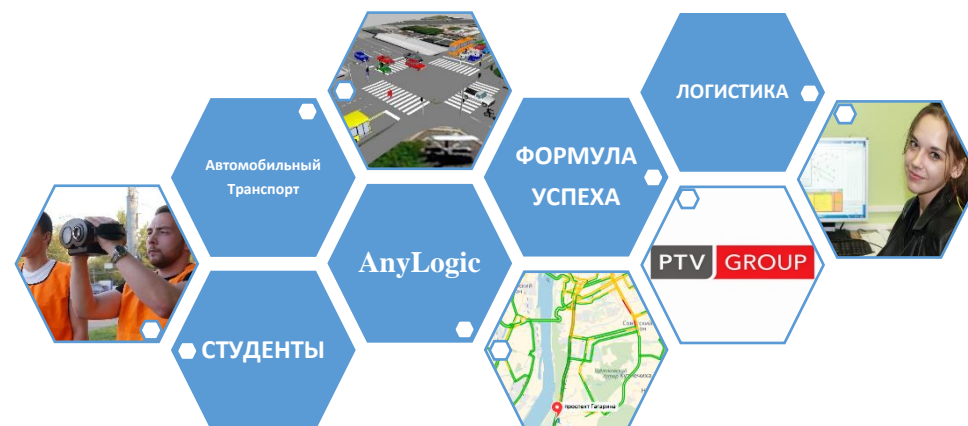 ЛОГИСТИКА
Автомобильный
Транспорт
ФОРМУЛА
УСПЕХА
AnyLogic
PTV GROUP
СТУДЕНТЫ
проспект Гагарина